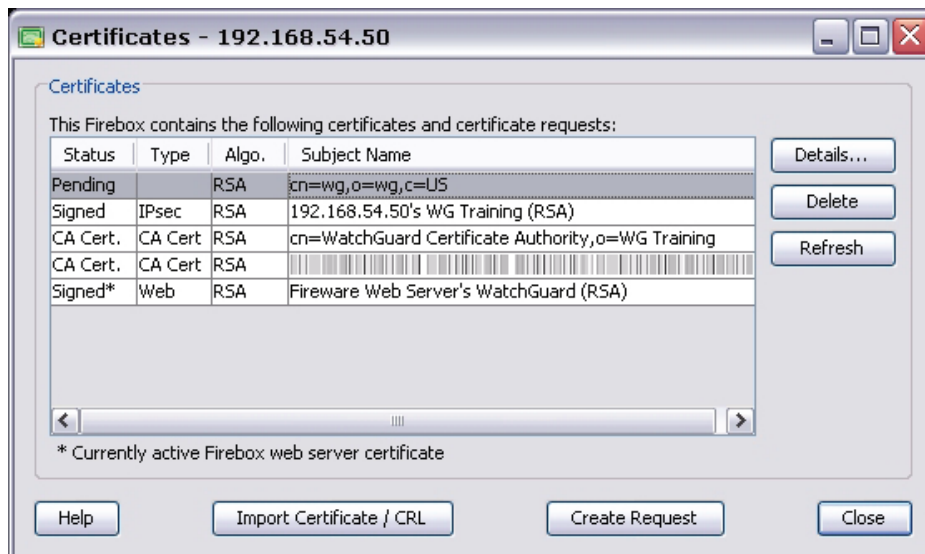 Certificates - 192.168.54.50
Certificates
This Firebox contains the following certificates and certificate requests:
Status Type Algo. Subject Name
Pending RSA cn=wg,o=wg,c=US
Signed IPsec RSA 192.168.54.50's WG Training (RSA)
CA Cert. CA Cert RSA cn=WatchGuard Certificate Authority,o=WG Training
CA Cert. CA Cert RSA
Signed* Web RSA Fireware Web Server's WatchGuard (RSA)
Details...
Delete
Refresh
* Currently active Firebox web server certificate
Help Import Certificate / CRL Create Request Close